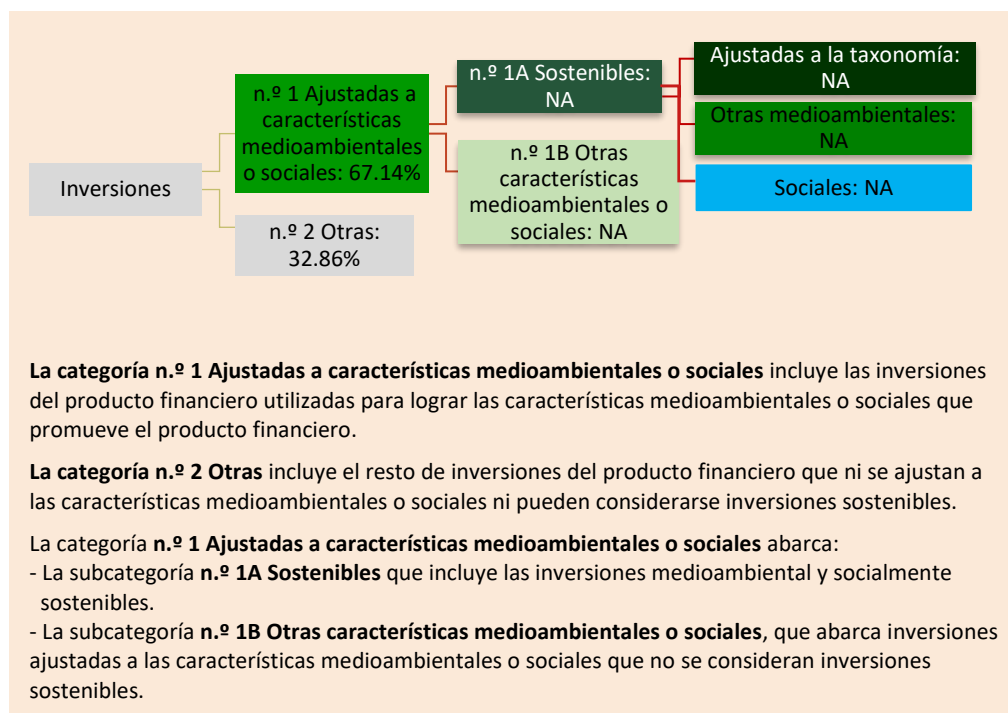 Inversiones
n.º 1 Ajustadas a
características
medioambientales
o sociales: 67.14%
n.º 2 Otras:
32.86%
n.º 1A Sostenibles:
NA
n.º 1B Otras
características
medioambientales o
sociales: NA
Ajustadas a la taxonomía:
NA
Otras medioambientales:
NA
Sociales: NA
La categoría n.º 1 Ajustadas a características medioambientales o sociales incluye las inversiones
del producto financiero utilizadas para lograr las características medioambientales o sociales que
promueve el producto financiero.
La categoría n.º 2 Otras incluye el resto de inversiones del producto financiero que ni se ajustan a
las características medioambientales o sociales ni pueden considerarse inversiones sostenibles.
La categoría n.º 1 Ajustadas a características medioambientales o sociales abarca:
- La subcategoría n.º 1A Sostenibles que incluye las inversiones medioambiental y socialmente
sostenibles.
- La subcategoría n.º 1B Otras características medioambientales o sociales, que abarca inversiones
ajustadas a las características medioambientales o sociales que no se consideran inversiones
sostenibles.